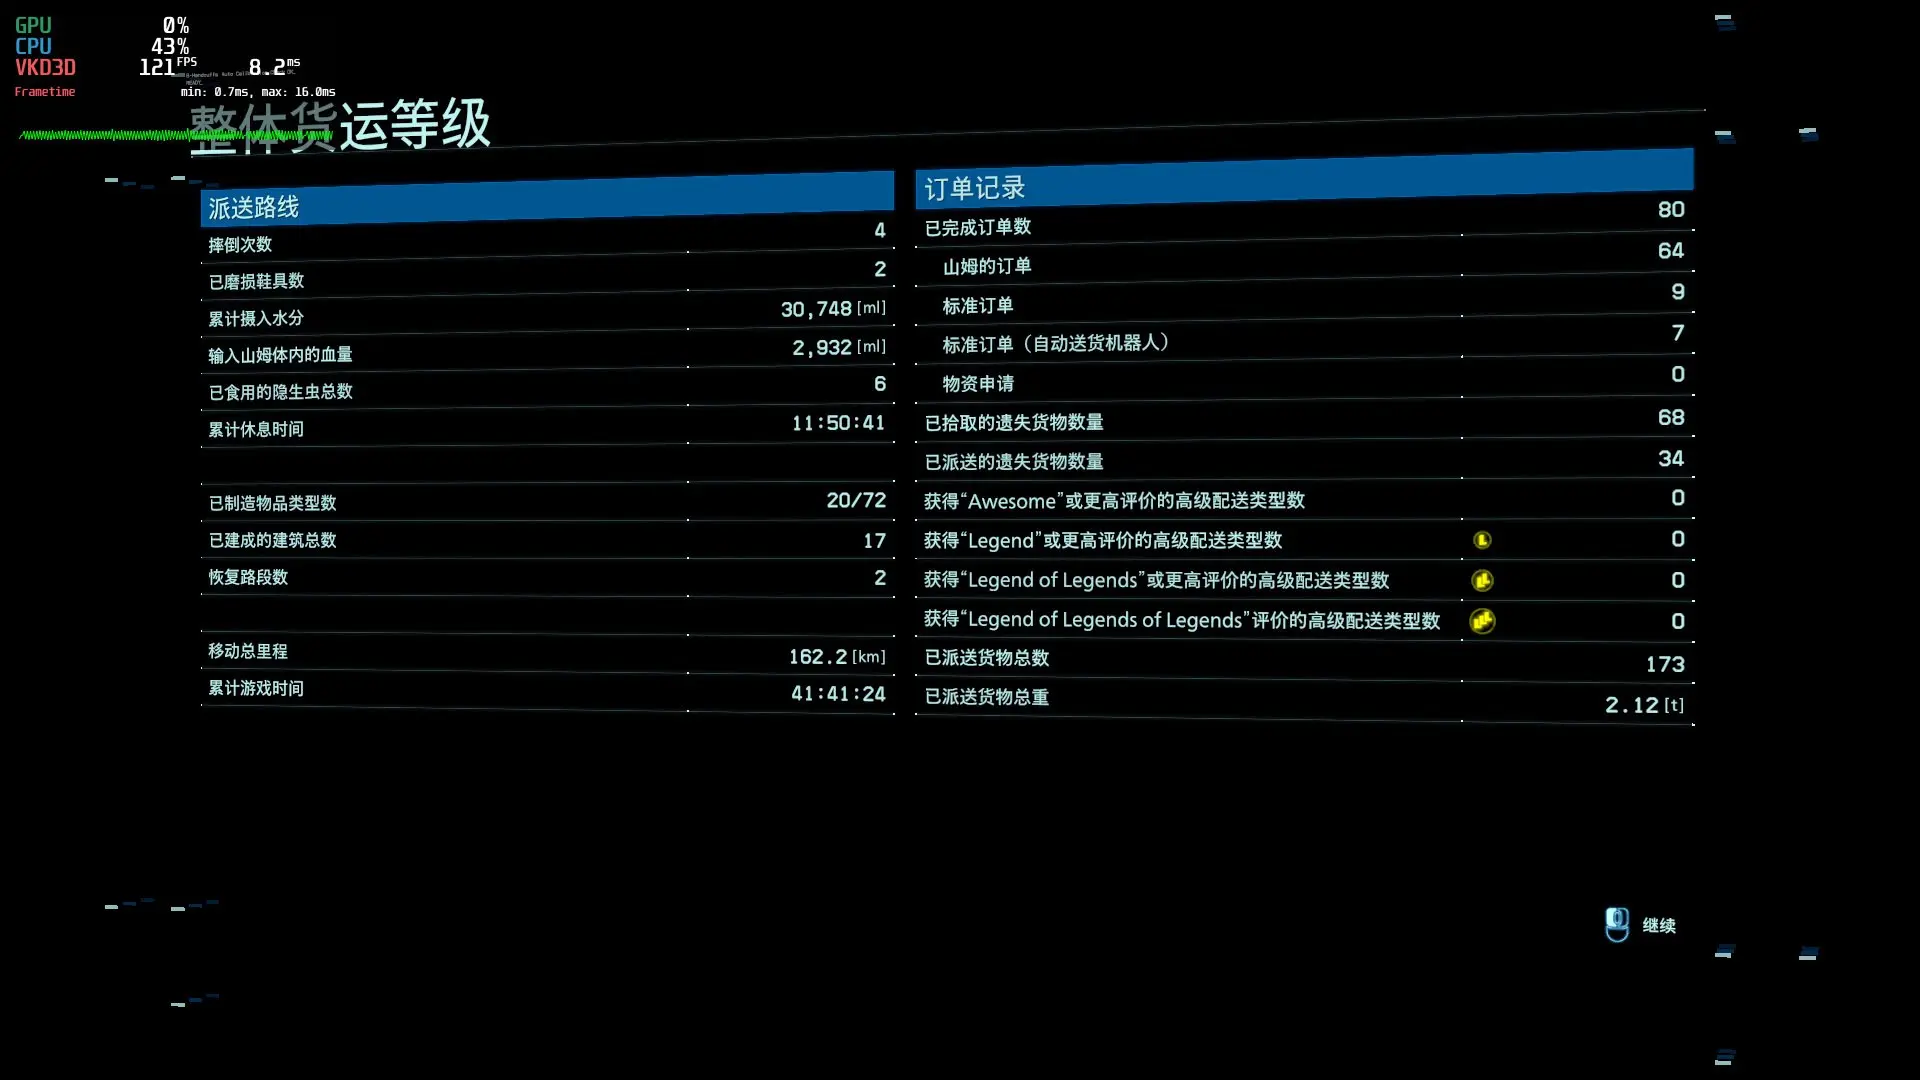 GPU 0%
CPU 43%
VKD3D 121FPS 8.2ms
Frametime min: 0.7ms, max: 16.0ms
整体货运等级
派送路线
摔倒次数 4
已磨损鞋具数 2
累计摄入水分 30,748[ml]
输入山姆体内的血量 2,932[ml]
已食用的隐生虫总数 6
累计休息时间 11:50:41
已制造物品类型数 20/72
已建成的建筑总数 17
恢复路段数 2
移动总里程 162.2[km]
累计游戏时间 41:41:24
订单记录
已完成订单数 80
山姆的订单 64
标准订单 9
标准订单（自动送货机器人） 7
物资申请 0
已拾取的遗失货物数量 68
已派送的遗失货物数量 34
获得“Awesome”或更高评价的高级配送类型数 0
获得“Legend”或更高评价的高级配送类型数 0
获得“Legend of Legends”或更高评价的高级配送类型数 0
获得“Legend of Legends of Legends”评价的高级配送类型数 0
已派送货物总数 173
已派送货物总重 2.12[t]
继续